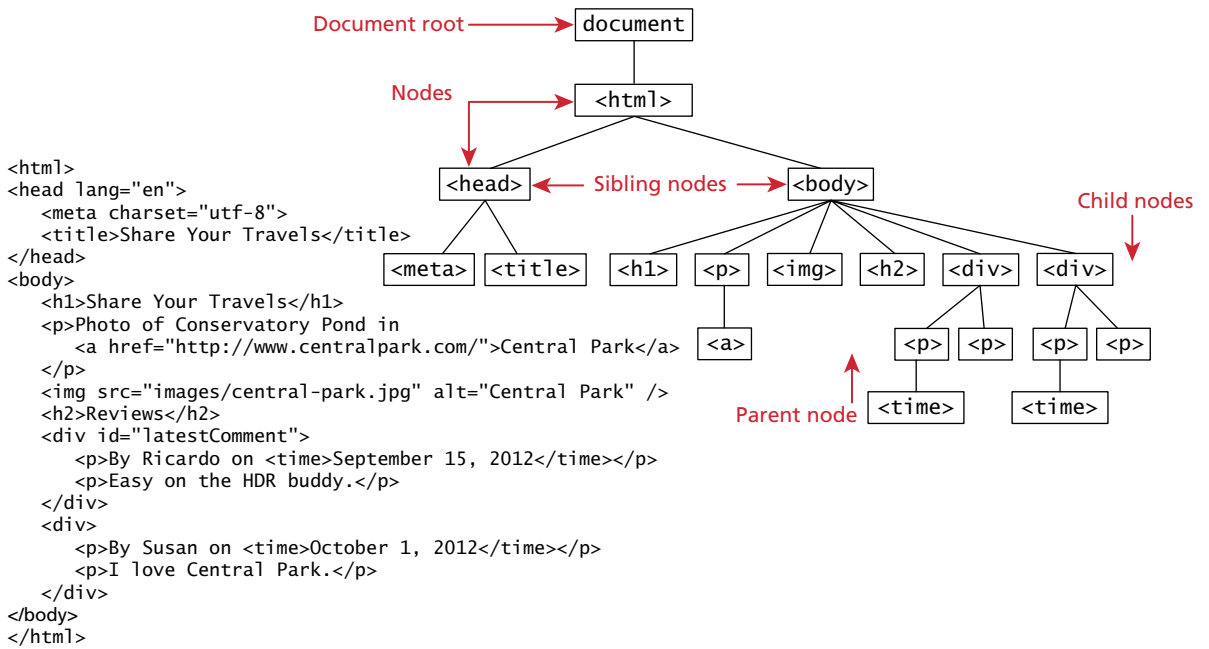 Document root
document
Nodes
<html>
<head>
Sibling nodes
<body>
Child nodes
<meta>
<title>
<h1>
<p>
<img>
<h2>
<div>
<div>
<a>
<p>
<p>
<p>
<p>
Parent node
<time>
<time>
<html>
<head lang="en">
<meta charset="utf-8">
<title>Share Your Travels</title>
</head>
<body>
<h1>Share Your Travels</h1>
<p>Photo of Conservatory Pond in
<a href="http://www.centralpark.com/">Central Park</a>
</p>
<img src="images/central-park.jpg" alt="Central Park" />
<h2>Reviews</h2>
<div id="latestComment">
<p>By Ricardo on <time>September 15, 2012</time></p>
<p>Easy on the HDR buddy.</p>
</div>
<div>
<p>By Susan on <time>October 1, 2012</time></p>
<p>I love Central Park.</p>
</div>
</body>
</html>